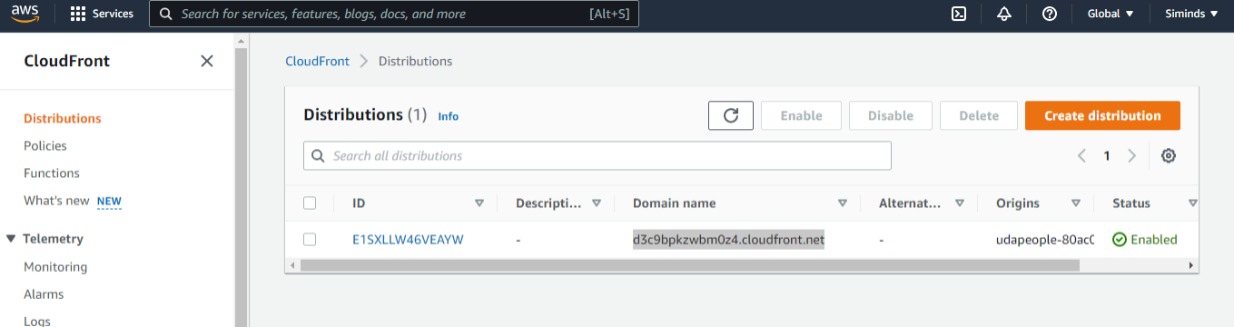 aws Services Search for services, features, blogs, docs, and more [Alt+S] Global ▼ Siminds ▼
CloudFront
CloudFront > Distributions
Distributions (1) Info Enable Disable Delete Create distribution
Distributions
Policies
Search all distributions 1
Functions
What's new NEW
ID Descripti... Domain name Alternat... Origins Status
Telemetry
E1SXLLW46VEAYW - d3c9bpkzwbm0z4.cloudfront.net - udapeople-80ac0 Enabled
Monitoring
Alarms
Logs